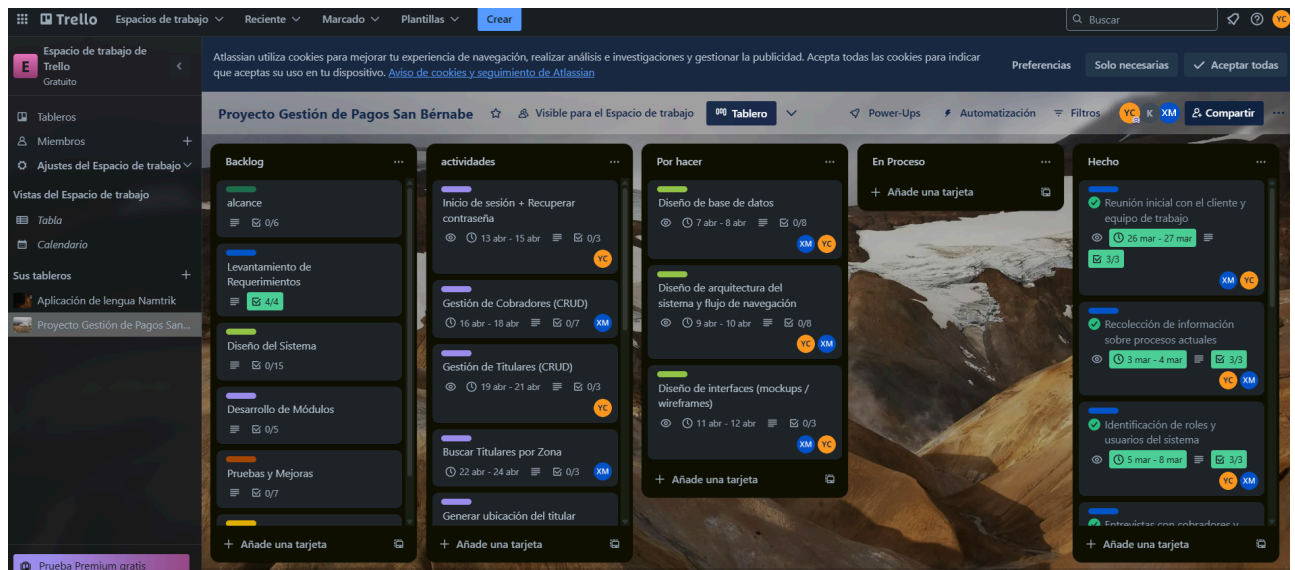 Trello
Espacios de trabajo
Reciente
Marcado
Plantillas
Crear
Buscar
YC
E
Espacio de trabajo de
Trello
Gratuito
Atlassian utiliza cookies para mejorar tu experiencia de navegación, realizar análisis e investigaciones y gestionar la publicidad. Acepta todas las cookies para indicar
que aceptas su uso en tu dispositivo. Aviso de cookies y seguimiento de Atlassian
Preferencias
Solo necesarias
Aceptar todas
Tableros
Miembros
Ajustes del Espacio de trabajo
Vistas del Espacio de trabajo
Tabla
Calendario
Sus tableros
Aplicación de lengua Namtrik
Proyecto Gestión de Pagos San...
Prueba Premium gratis
Proyecto Gestión de Pagos San Bérnabe
Visible para el Espacio de trabajo
Tablero
Power-Ups
Automatización
Filtros
YC
K
XM
Compartir
Backlog
alcance
0/6
Levantamiento de
Requerimientos
4/4
Diseño del Sistema
0/15
Desarrollo de Módulos
0/5
Pruebas y Mejoras
0/7
+ Añade una tarjeta
actividades
Inicio de sesión + Recuperar
contraseña
13 abr - 15 abr 0/3
YC
Gestión de Cobradores (CRUD)
16 abr - 18 abr 0/7 XM
Gestión de Titulares (CRUD)
19 abr - 21 abr 0/3
YC
Buscar Titulares por Zona
22 abr - 24 abr 0/3 XM
Generar ubicación del titular
+ Añade una tarjeta
Por hacer
Diseño de base de datos
7 abr - 8 abr 0/8
XM YC
Diseño de arquitectura del
sistema y flujo de navegación
9 abr - 10 abr 0/8
YC XM
Diseño de interfaces (mockups /
wireframes)
11 abr - 12 abr 0/3
XM YC
+ Añade una tarjeta
En Proceso
+ Añade una tarjeta
Hecho
Reunión inicial con el cliente y
equipo de trabajo
26 mar - 27 mar
3/3
XM YC
Recolección de información
sobre procesos actuales
3 mar - 4 mar 3/3
YC XM
Identificación de roles y
usuarios del sistema
5 mar - 8 mar 3/3
YC XM
Entrevistas con cobradores y
+ Añade una tarjeta